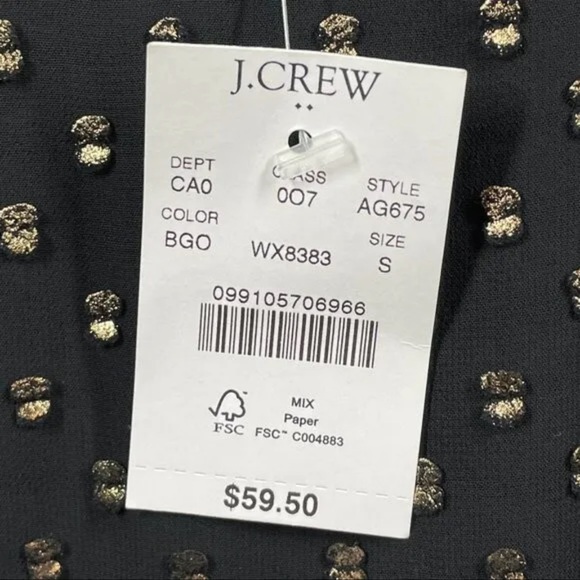 J.CREW
DEPT CLASS STYLE
CA0 007 AG675
COLOR SIZE
BGO WX8383 S
099105706966
MIX
Paper
FSC FSC™ C004883
$59.50